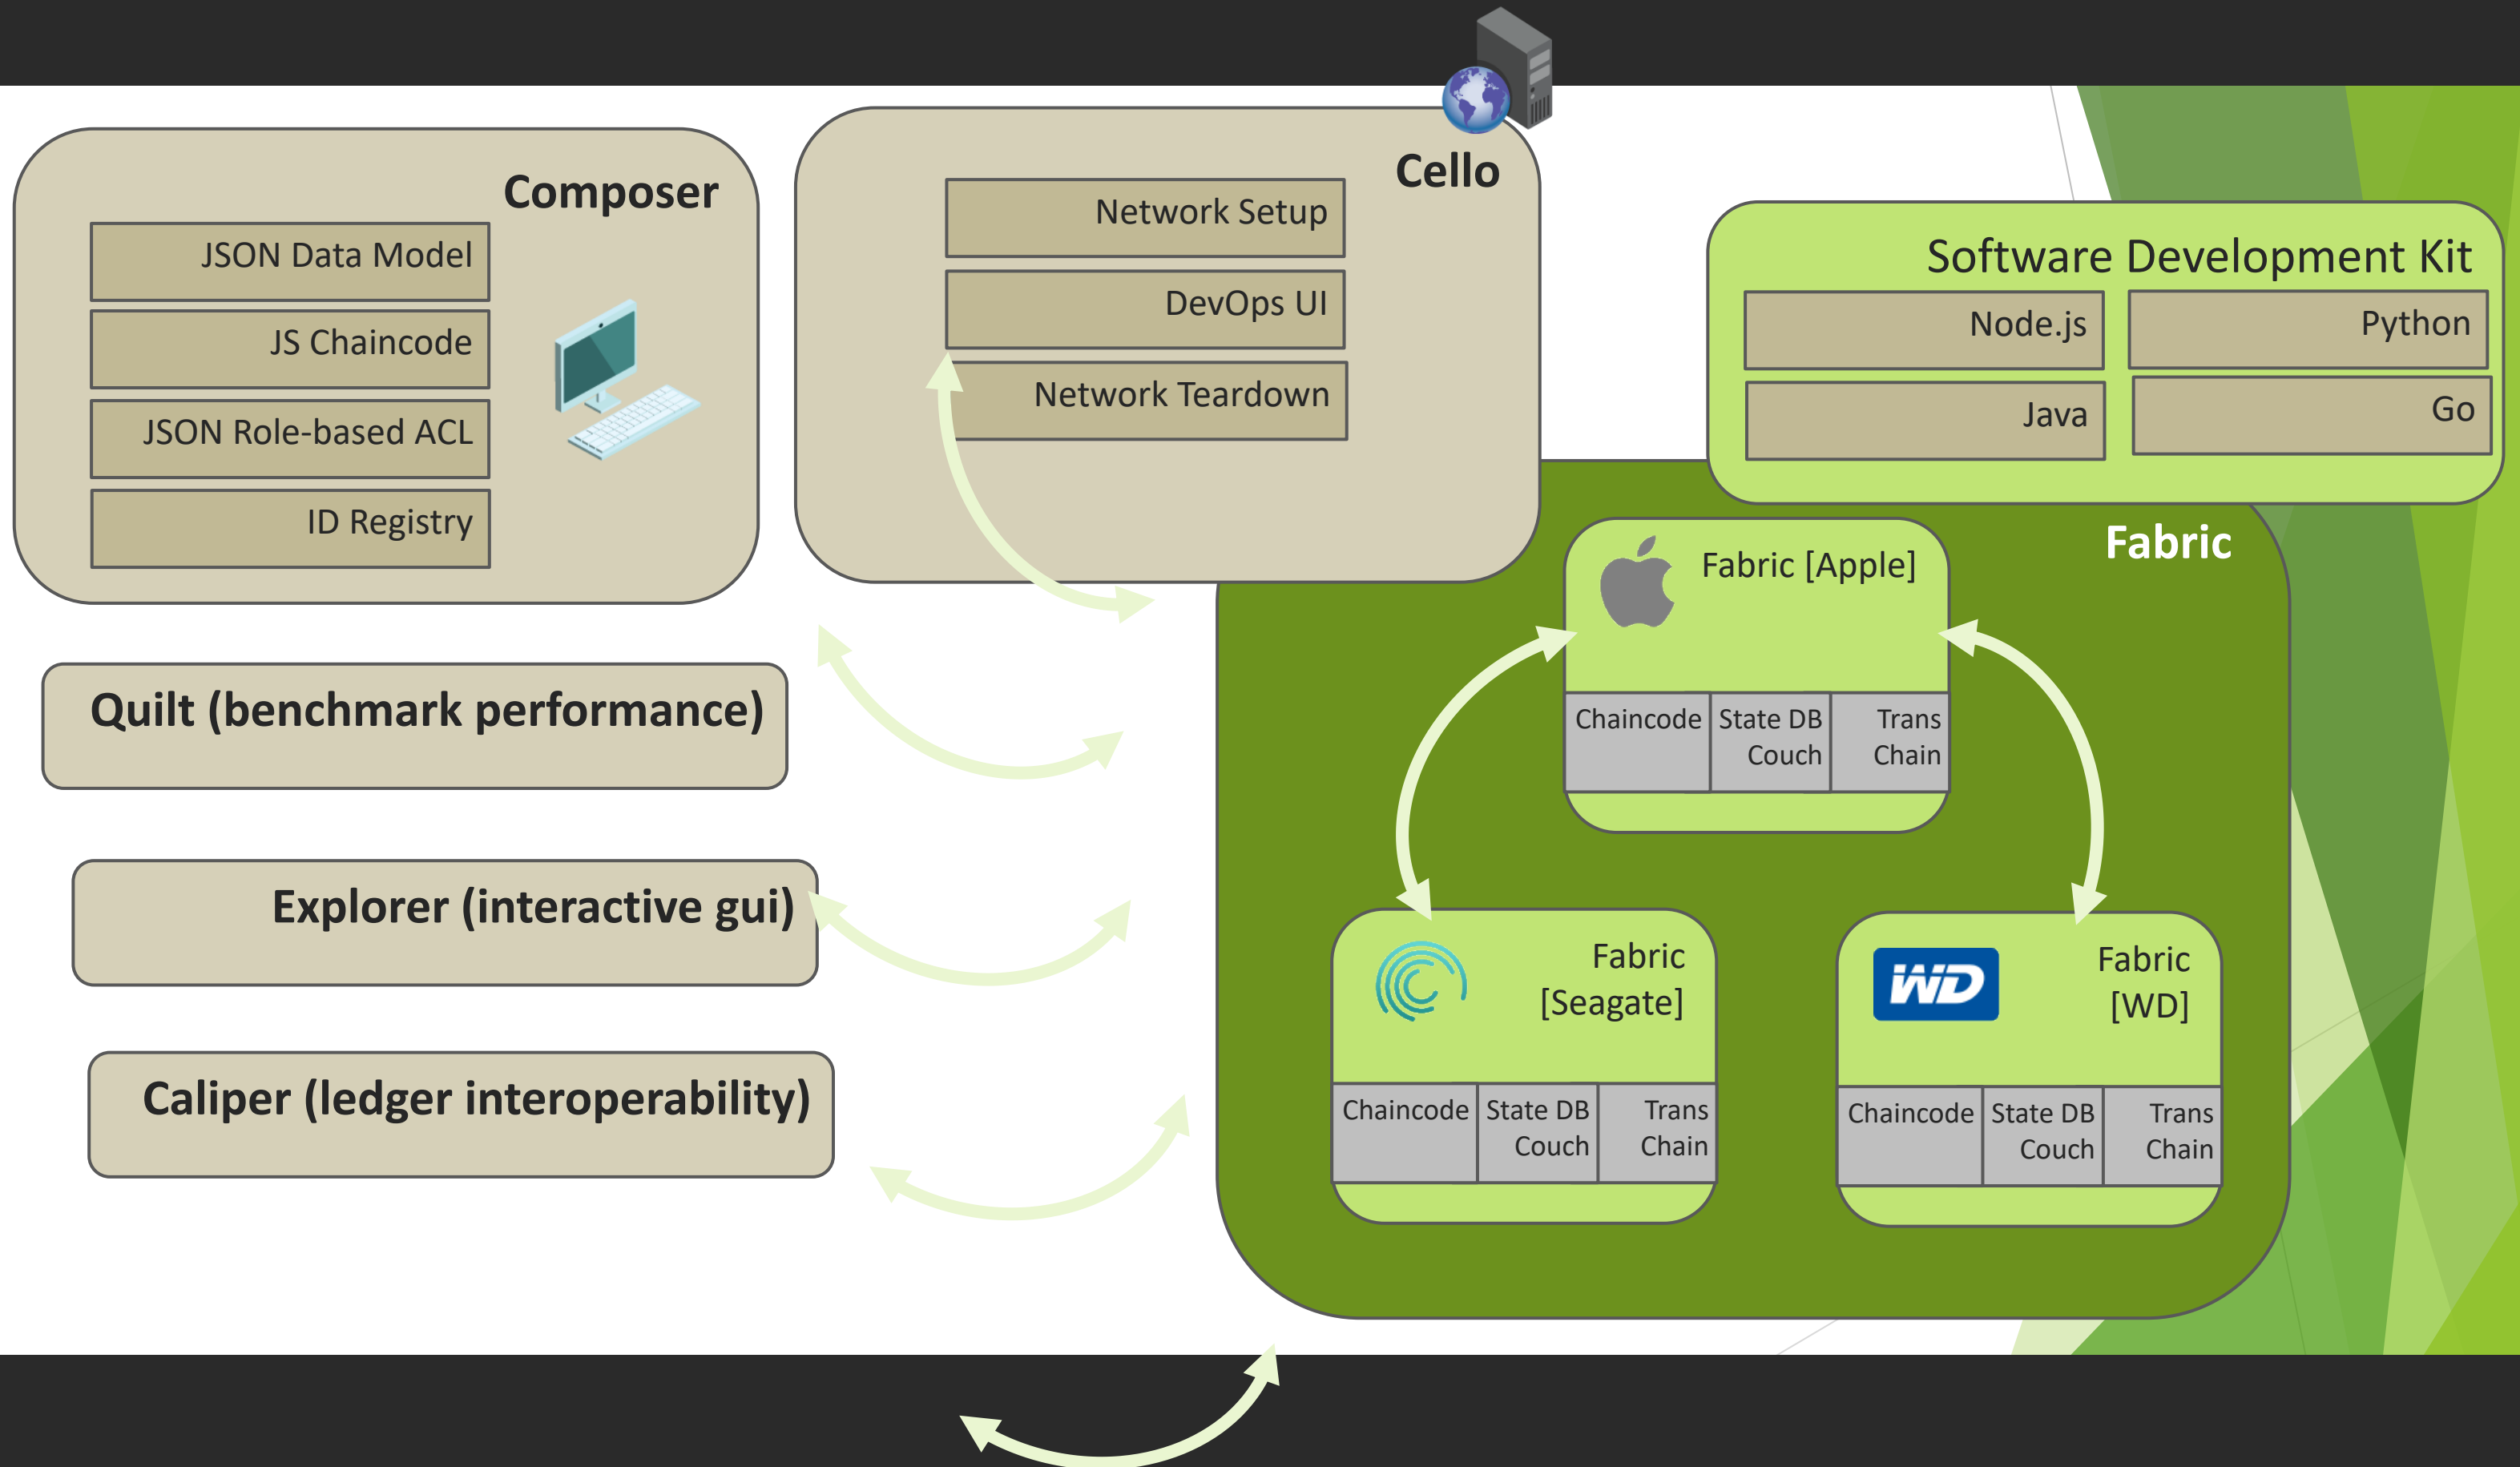 Composer
JSON Data Model
JS Chaincode
JSON Role-based ACL
ID Registry
Cello
Network Setup
DevOps UI
Network Teardown
Software Development Kit
Node.js
Python
Java
Go
Fabric
Fabric [Apple]
Chaincode
State DB
Couch
Trans
Chain
Quilt (benchmark performance)
Explorer (interactive gui)
Caliper (ledger interoperability)
Fabric
[Seagate]
Chaincode
State DB
Couch
Trans
Chain
WD
Fabric
[WD]
Chaincode
State DB
Couch
Trans
Chain